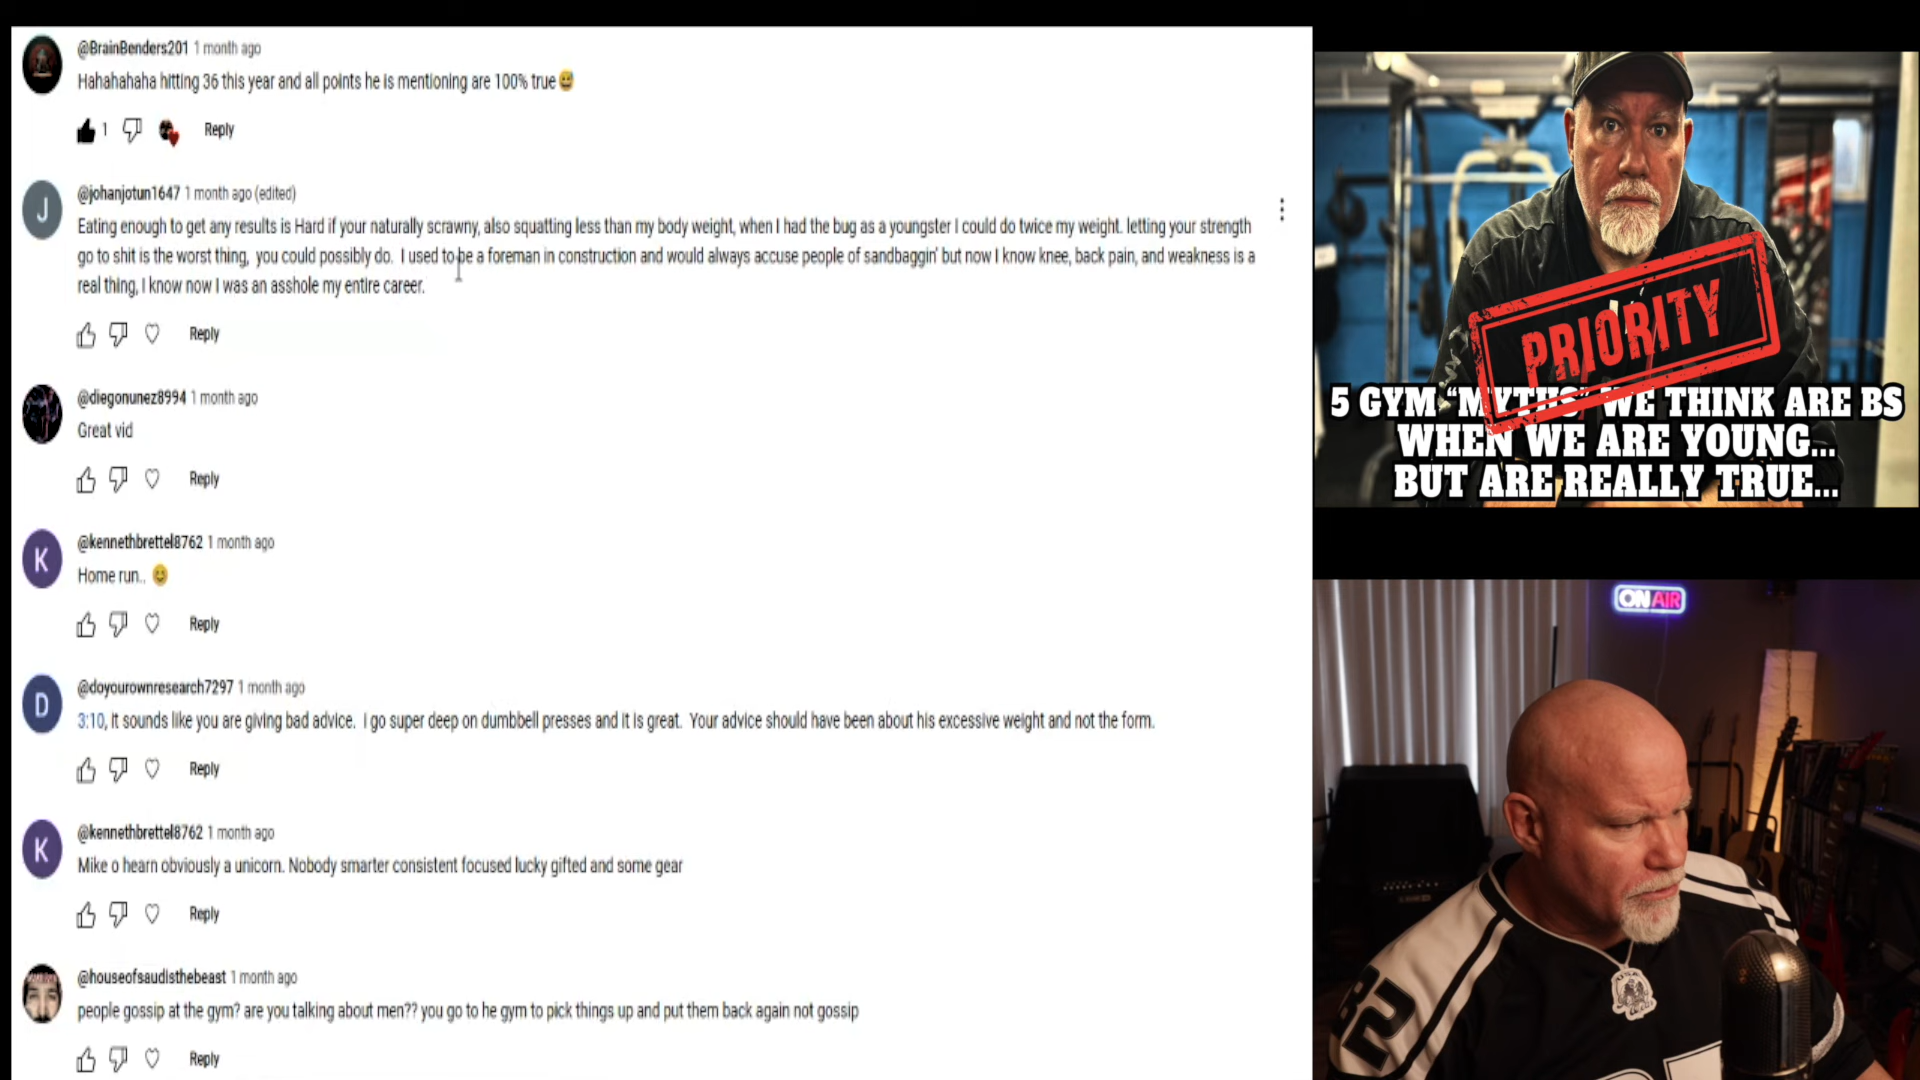 @BrainBenders201 1 month ago
Hahahahaha hitting 36 this year and all points he is mentioning are 100% true😅
1 Reply
@johanjotun1647 1 month ago (edited)
Eating enough to get any results is Hard if your naturally scrawny, also squatting less than my body weight, when I had the bug as a youngster I could do twice my weight. letting your strength
go to shit is the worst thing, you could possibly do. I used to be a foreman in construction and would always accuse people of sandbaggin' but now I know knee, back pain, and weakness is a
real thing, I know now I was an asshole my entire career.
Reply
@diegonunez8994 1 month ago
Great vid
Reply
K
@kennethbrettel8762 1 month ago
Home run.. 😊
Reply
D
@doyourownresearch7297 1 month ago
3:10, It sounds like you are giving bad advice. I go super deep on dumbbell presses and it is great. Your advice should have been about his excessive weight and not the form.
Reply
K
@kennethbrettel8762 1 month ago
Mike o hearn obviously a unicorn. Nobody smarter consistent focused lucky gifted and some gear
Reply
@houseofsaudisthebeast 1 month ago
people gossip at the gym? are you talking about men?? you go to he gym to pick things up and put them back again not gossip
Reply
J
PRIORITY
5 GYM “MYTHS” WE THINK ARE BS
WHEN WE ARE YOUNG...
BUT ARE REALLY TRUE...
ON AIR
82